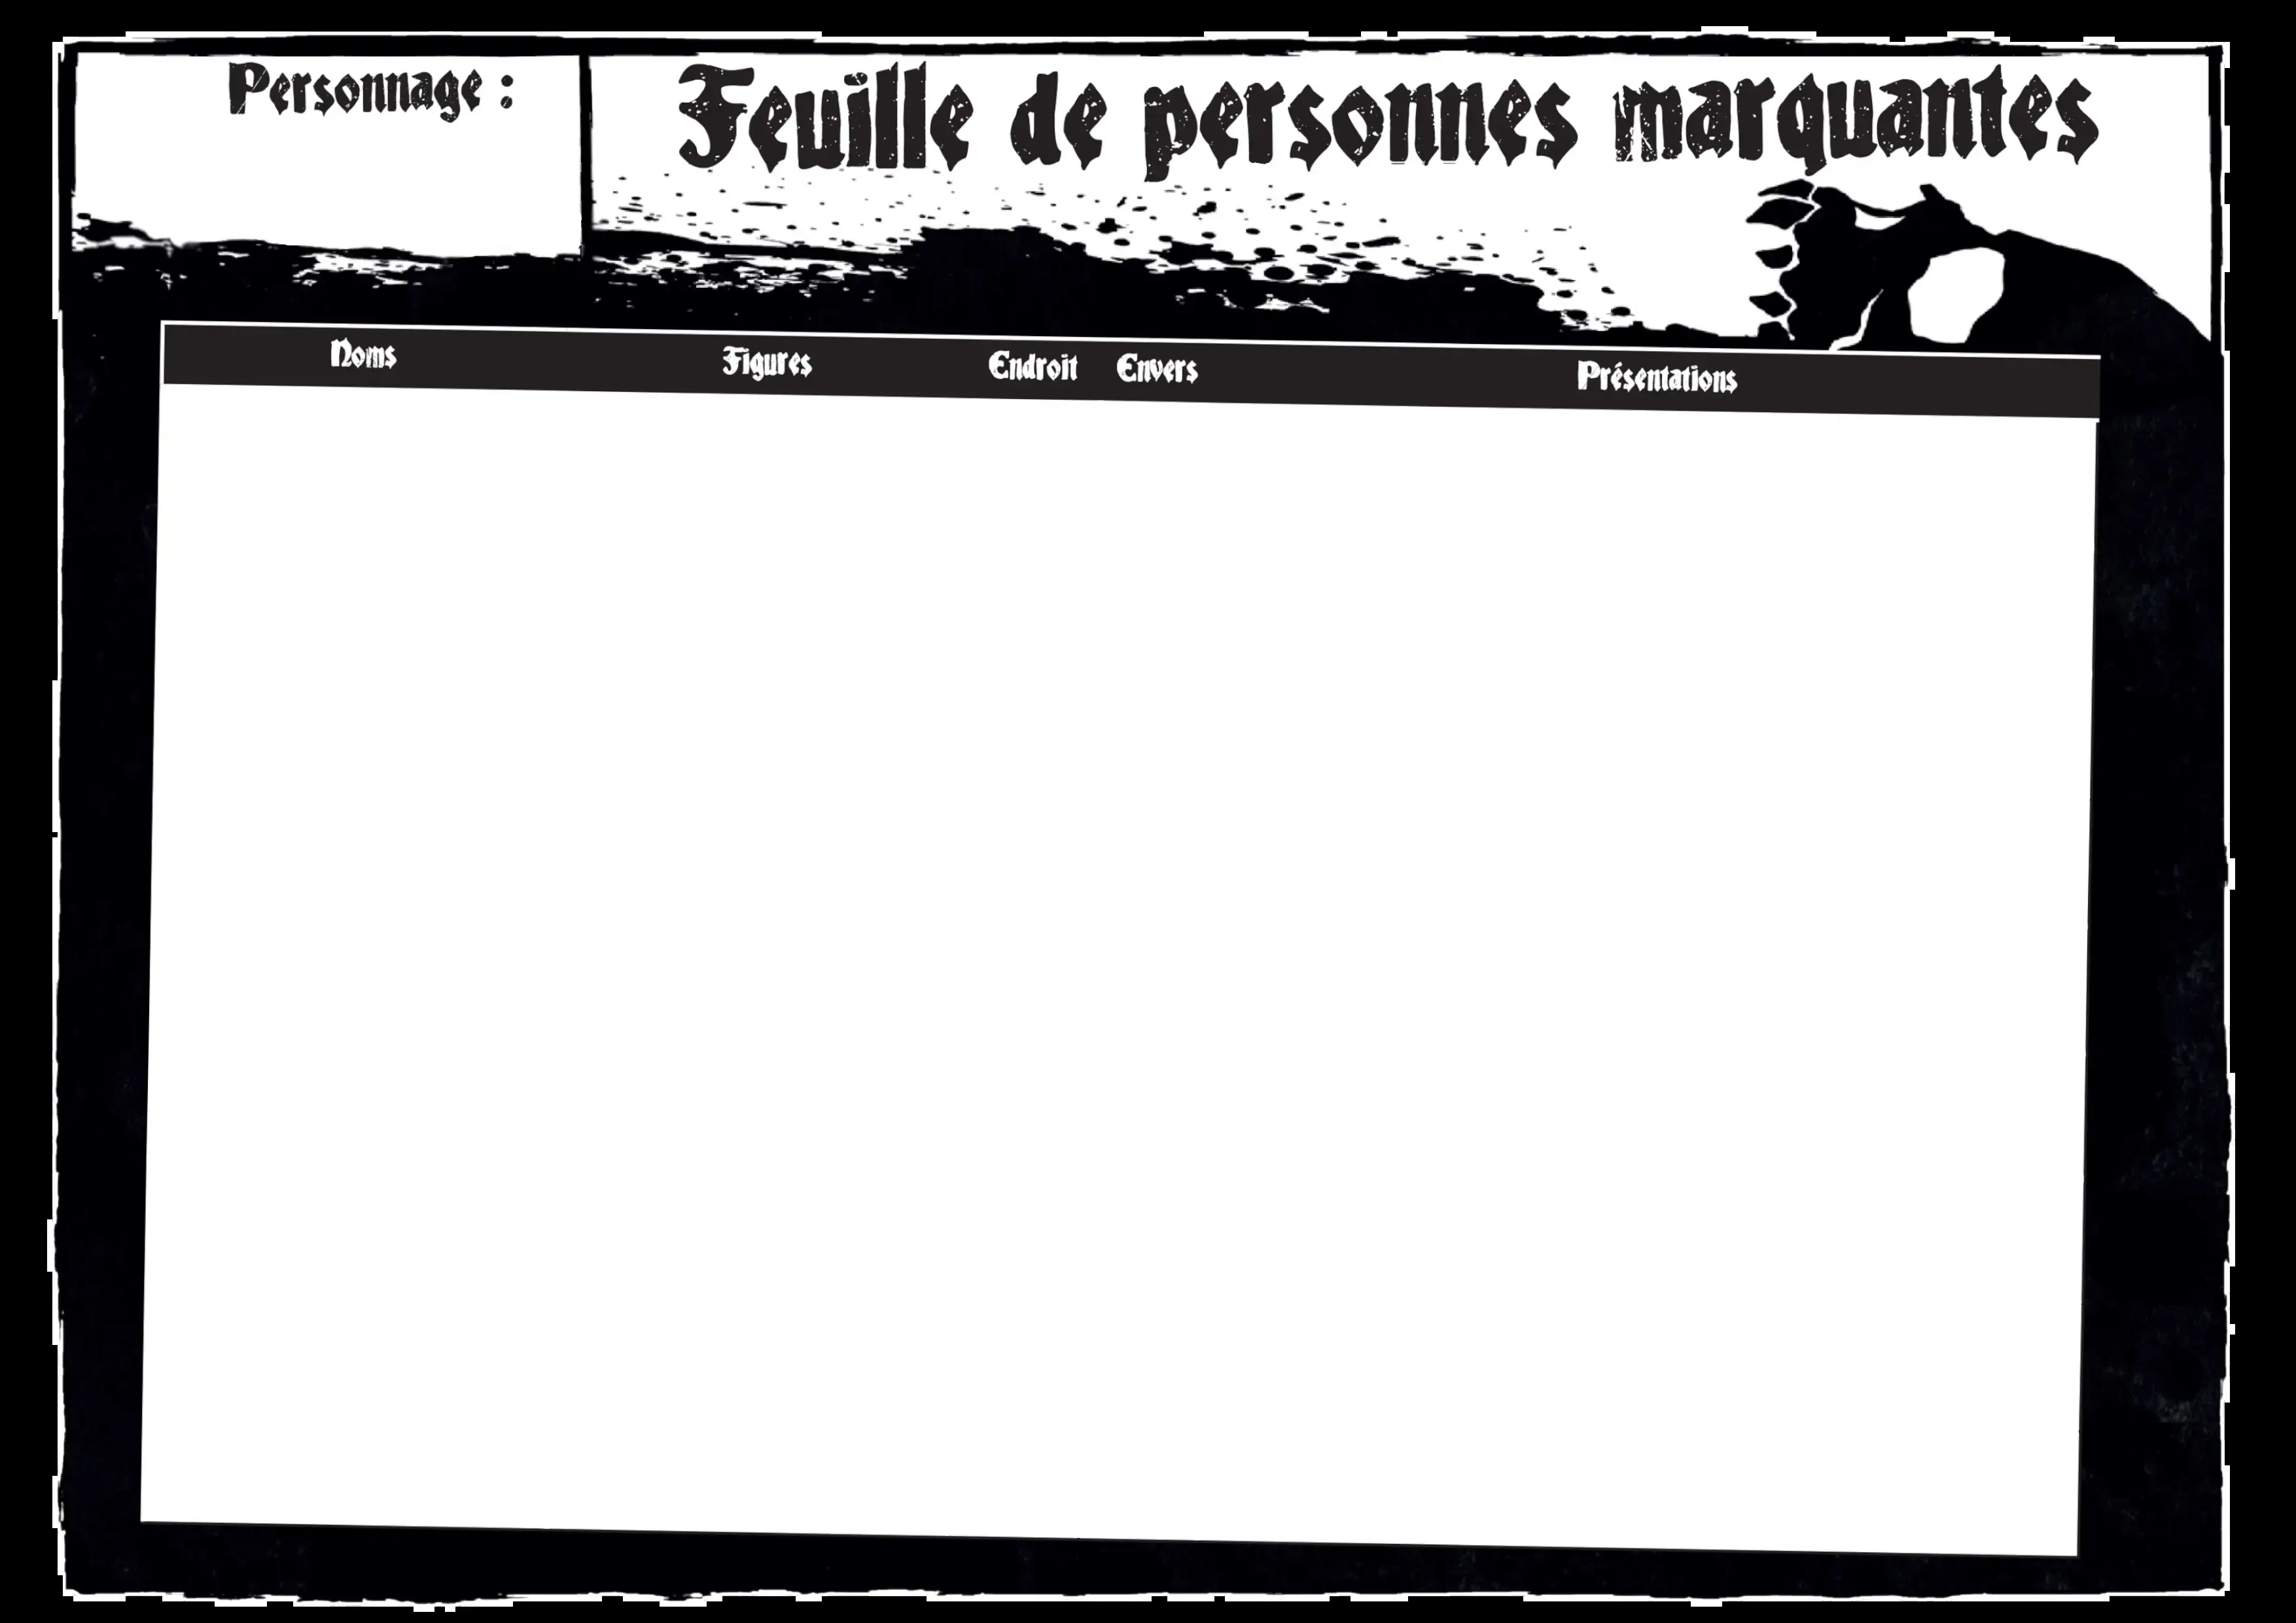 Personnage :
Feuille de personnes marquantes
Noms Figures Endroit Envers Présentations